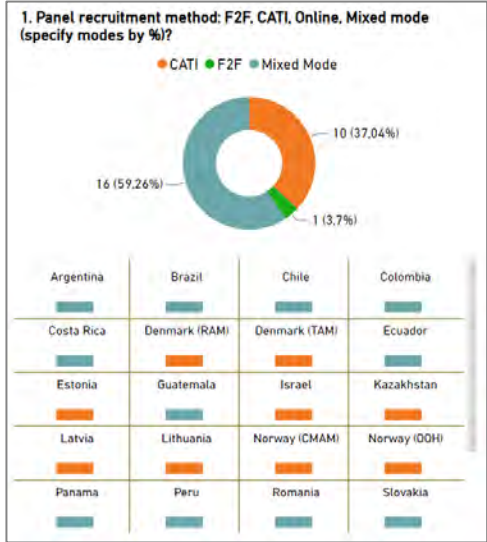 1. Panel recruitment method: F2F, CATI, Online, Mixed mode
(specify modes by %)?
CATI F2F Mixed Mode
10 (37,04%)
16 (59,26%)
1 (3,7%)
Argentina Brazil Chile Colombia
Costa Rica Denmark (RAM) Denmark (TAM) Ecuador
Estonia Guatemala Israel Kazakhstan
Latvia Lithuania Norway (CMAM) Norway (OOH)
Panama Peru Romania Slovakia